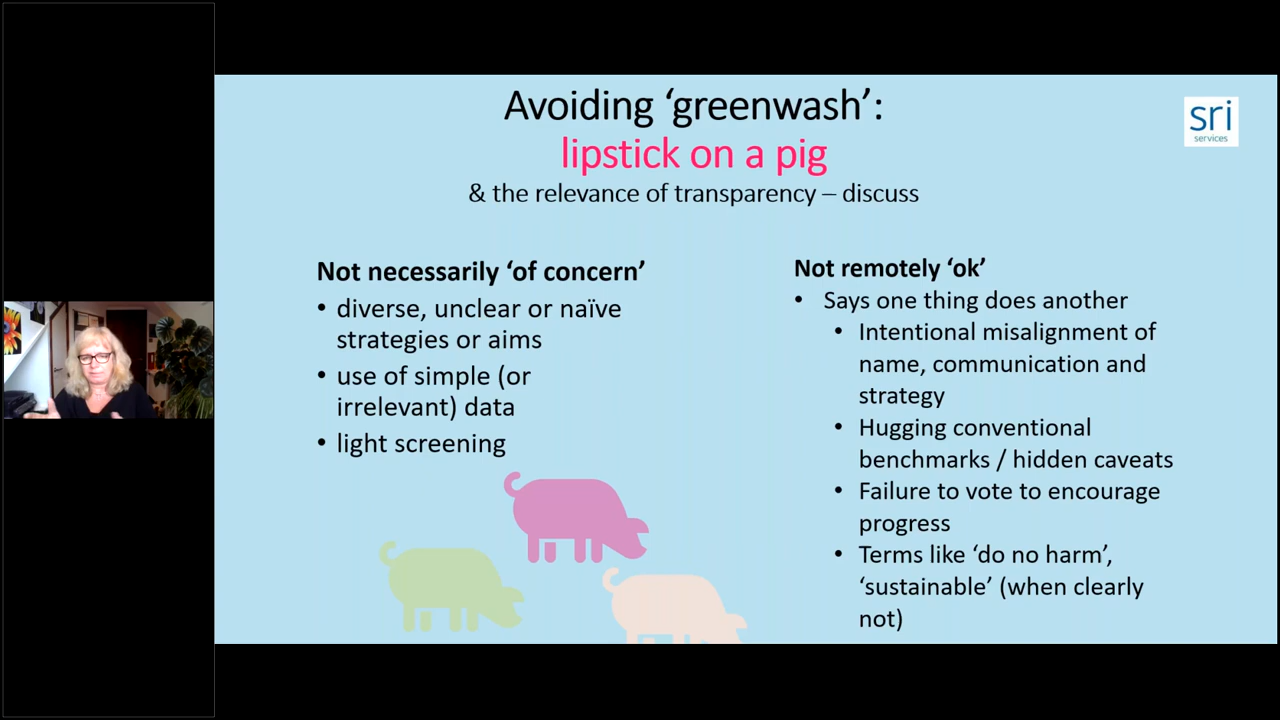 Avoiding ‘greenwash’:
lipstick on a pig
& the relevance of transparency – discuss
sri
services
Not necessarily ‘of concern’
• diverse, unclear or naïve
strategies or aims
• use of simple (or
irrelevant) data
• light screening
Not remotely ‘ok’
• Says one thing does another
• Intentional misalignment of
name, communication and
strategy
• Hugging conventional
benchmarks / hidden caveats
• Failure to vote to encourage
progress
• Terms like ‘do no harm’,
‘sustainable’ (when clearly
not)